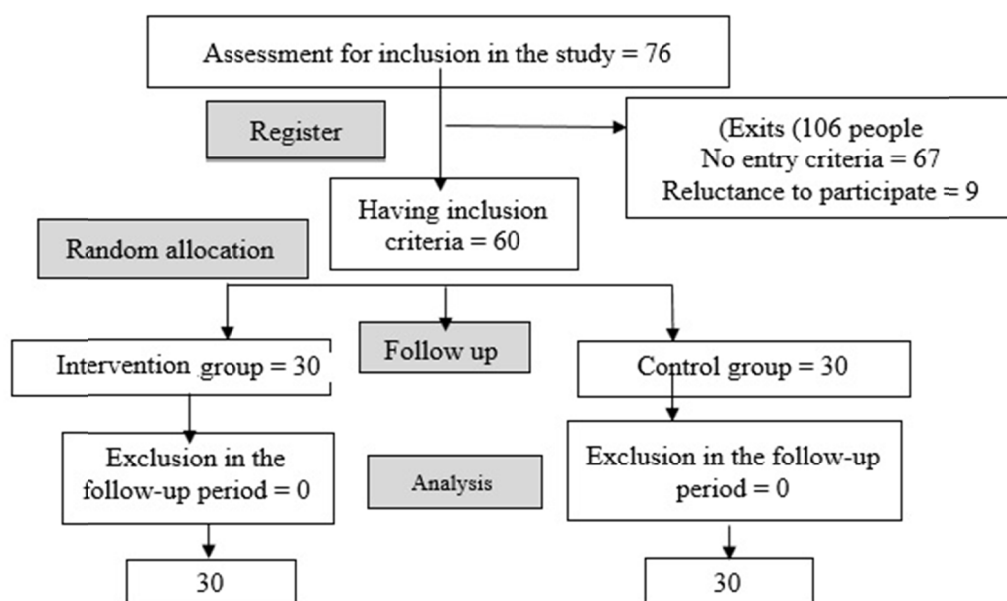 Assessment for inclusion in the study = 76
Register
(Exits (106 people
No entry criteria = 67
Reluctance to participate = 9
Having inclusion
criteria = 60
Random allocation
Intervention group = 30
Follow up
Control group = 30
Exclusion in the
follow-up period = 0
Analysis
Exclusion in the follow-up
period = 0
30
30